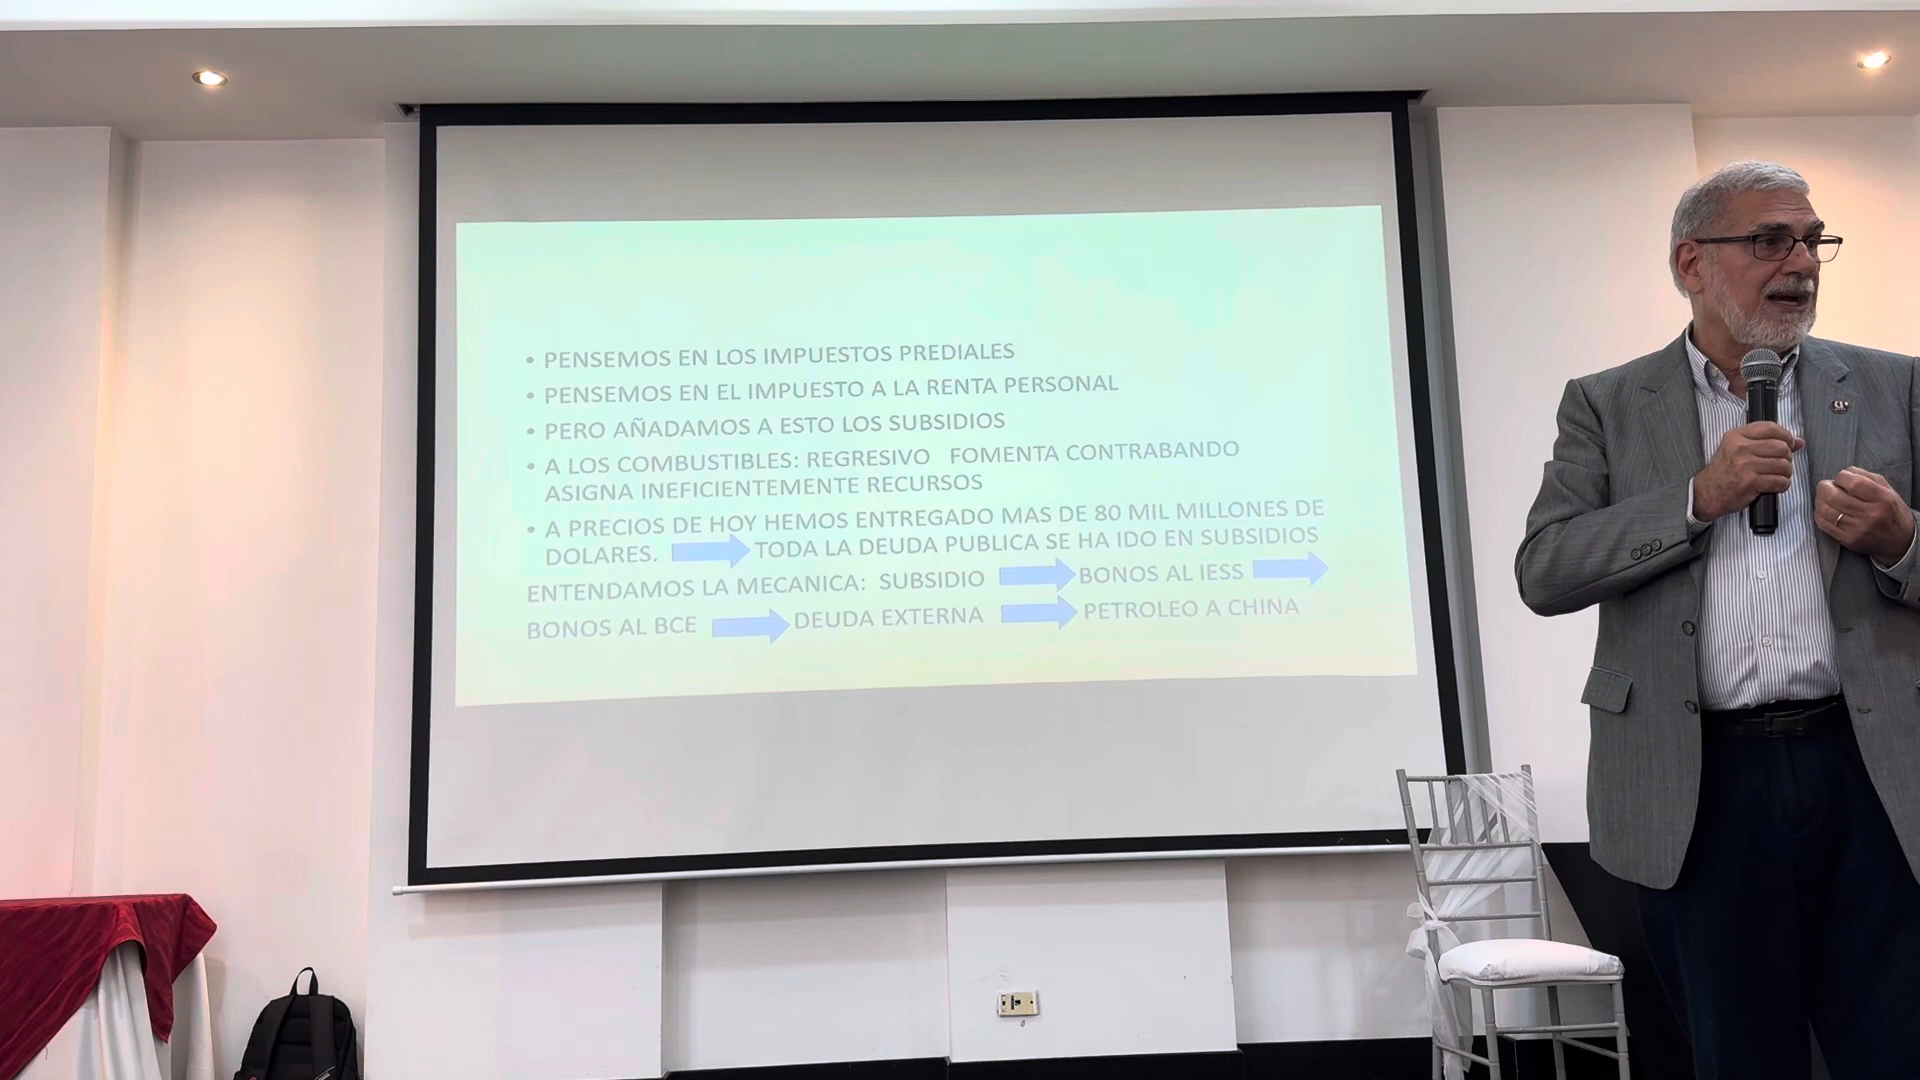 • PENSEMOS EN LOS IMPUESTOS PREDIALES
• PENSEMOS EN EL IMPUESTO A LA RENTA PERSONAL
• PERO AÑADAMOS A ESTO LOS SUBSIDIOS
• A LOS COMBUSTIBLES: REGRESIVO FOMENTA CONTRABANDO
ASIGNA INEFICIENTEMENTE RECURSOS
• A PRECIOS DE HOY HEMOS ENTREGADO MAS DE 80 MIL MILLONES DE
DOLARES. TODA LA DEUDA PUBLICA SE HA IDO EN SUBSIDIOS
ENTENDAMOS LA MECANICA: SUBSIDIO BONOS AL IESS
BONOS AL BCE DEUDA EXTERNA PETROLEO A CHINA